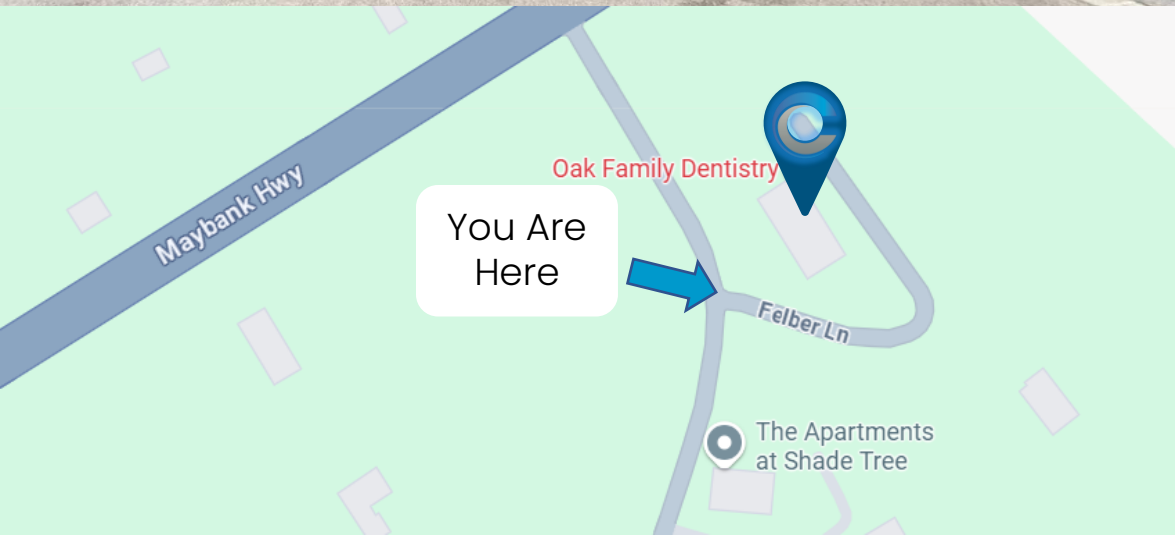 Maybank Hwy
Oak Family Dentistry
You Are
Here
Felber Ln
The Apartments
at Shade Tree